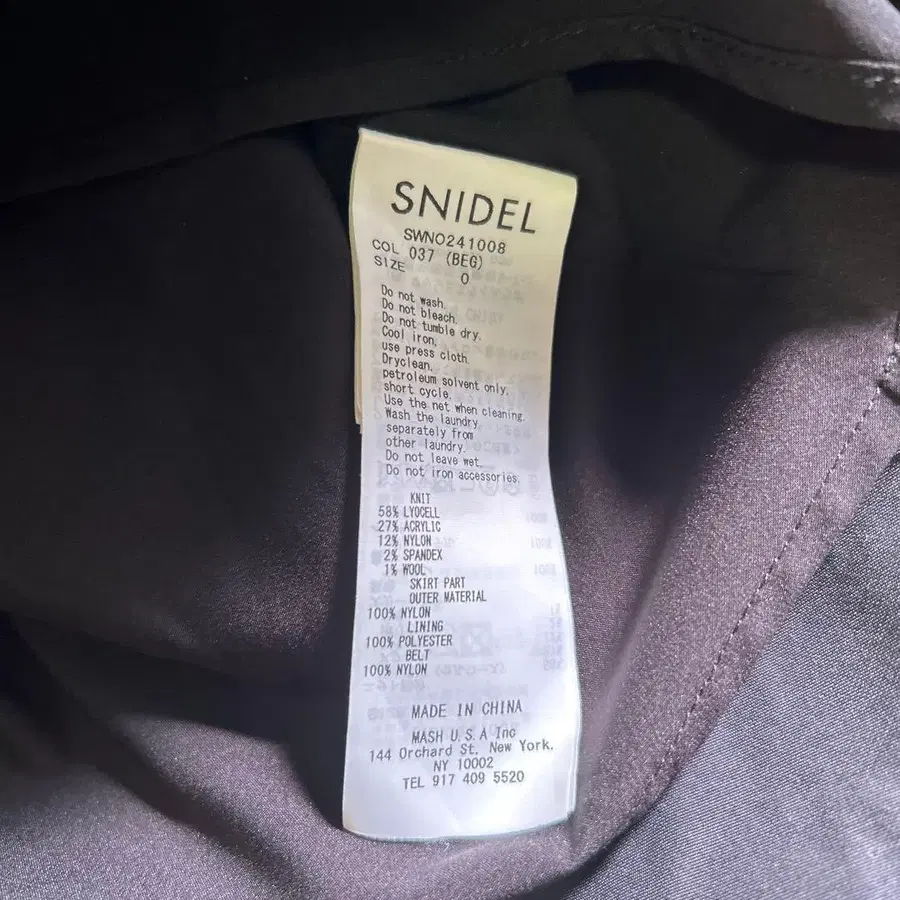 SNIDEL
SWNO241008
COL 037 (BEG)
SIZE 0
Do not wash.
Do not bleach.
Do not tumble dry.
Cool iron,
use press cloth.
Dryclean,
petroleum solvent only,
short cycle.
Use the net when cleaning.
Wash the laundry
separately from
other laundry.
Do not leave wet.
Do not iron accessories.
KNIT
58% LYOCELL
27% ACRYLIC
12% NYLON
2% SPANDEX
1% WOOL
SKIRT PART
OUTER MATERIAL
100% NYLON
LINING
100% POLYESTER
BELT
100% NYLON
MADE IN CHINA
MASH U.S.A Inc
144 Orchard St. New York.
NY 10002
TEL 917 409 5520